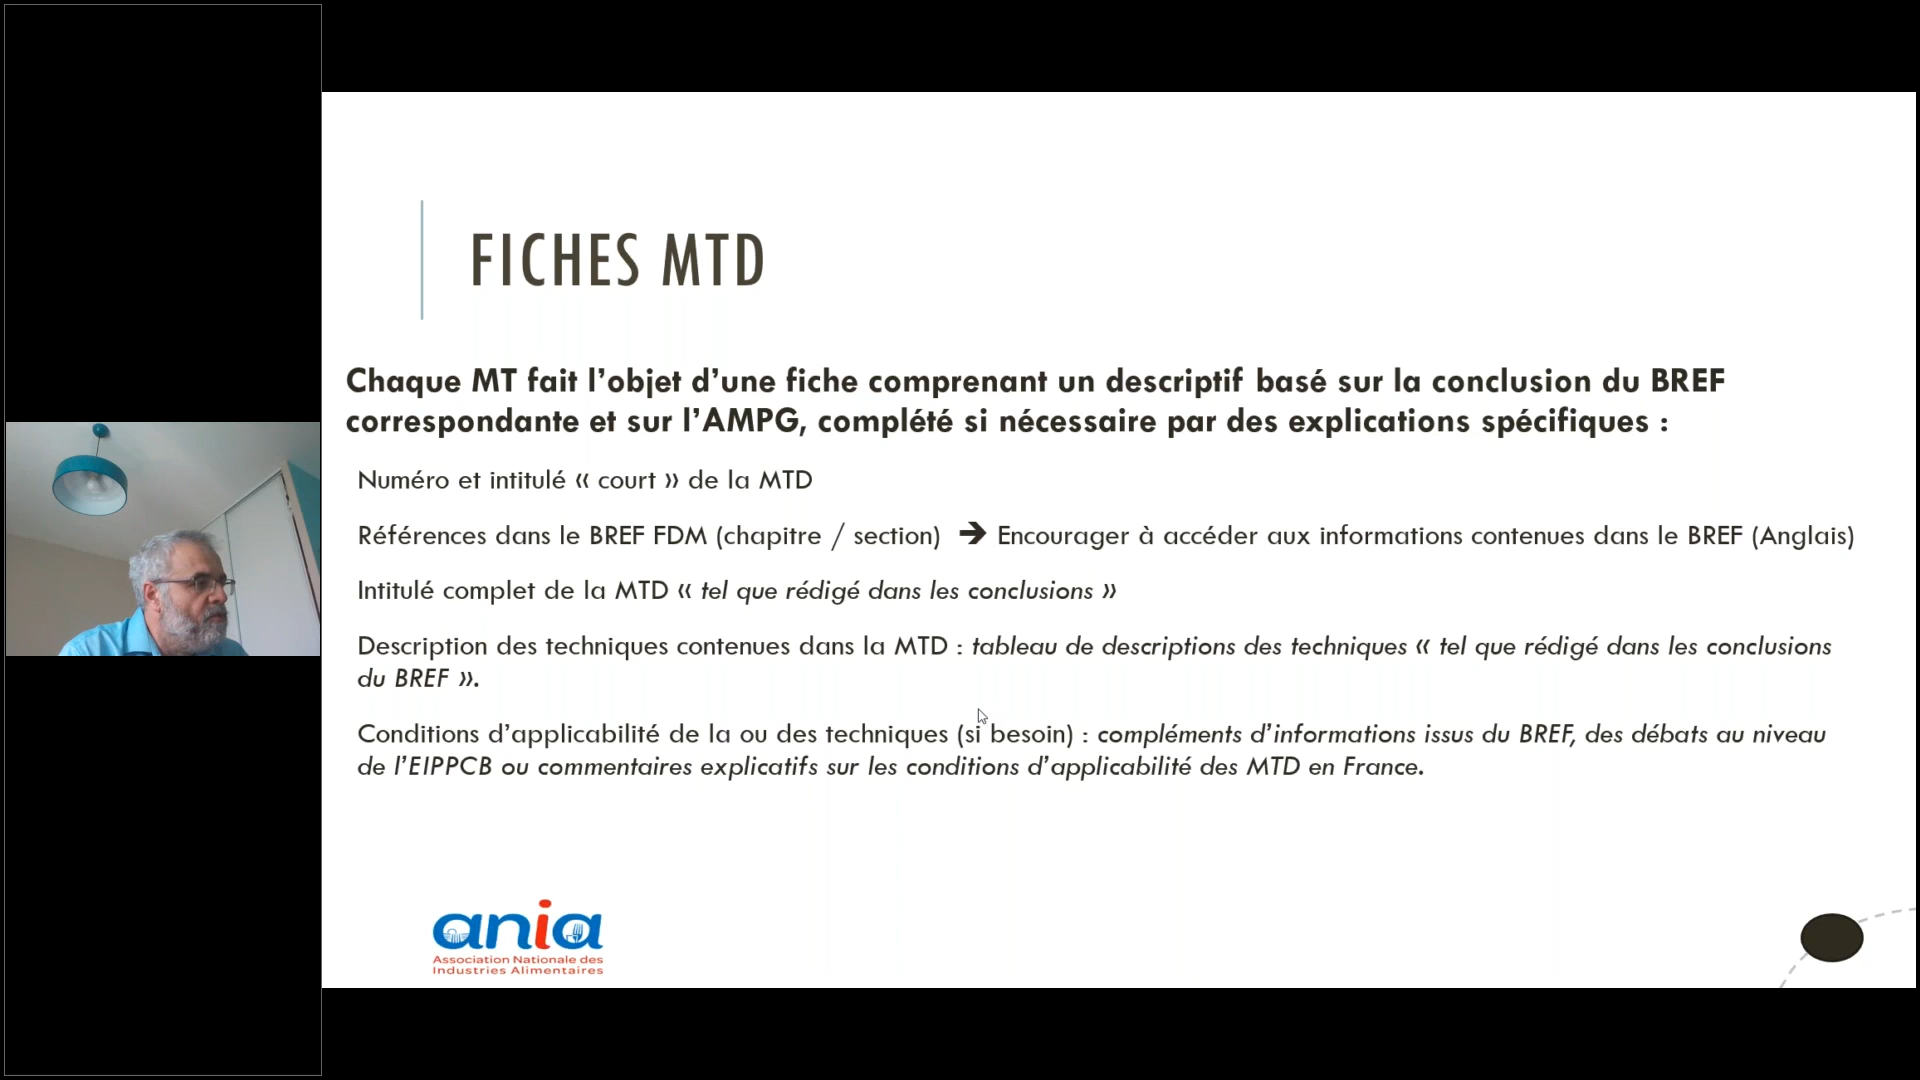 FICHES MTD
Chaque MT fait l’objet d’une fiche comprenant un descriptif basé sur la conclusion du BREF
correspondante et sur l’AMPG, complété si nécessaire par des explications spécifiques :
Numéro et intitulé « court » de la MTD
Références dans le BREF FDM (chapitre / section) ➔ Encourager à accéder aux informations contenues dans le BREF (Anglais)
Intitulé complet de la MTD « tel que rédigé dans les conclusions »
Description des techniques contenues dans la MTD : tableau de descriptions des techniques « tel que rédigé dans les conclusions
du BREF ».
Conditions d’applicabilité de la ou des techniques (si besoin) : compléments d’informations issus du BREF, des débats au niveau
de l’EIPPCB ou commentaires explicatifs sur les conditions d’applicabilité des MTD en France.
ania
Association Nationale des
Industries Alimentaires